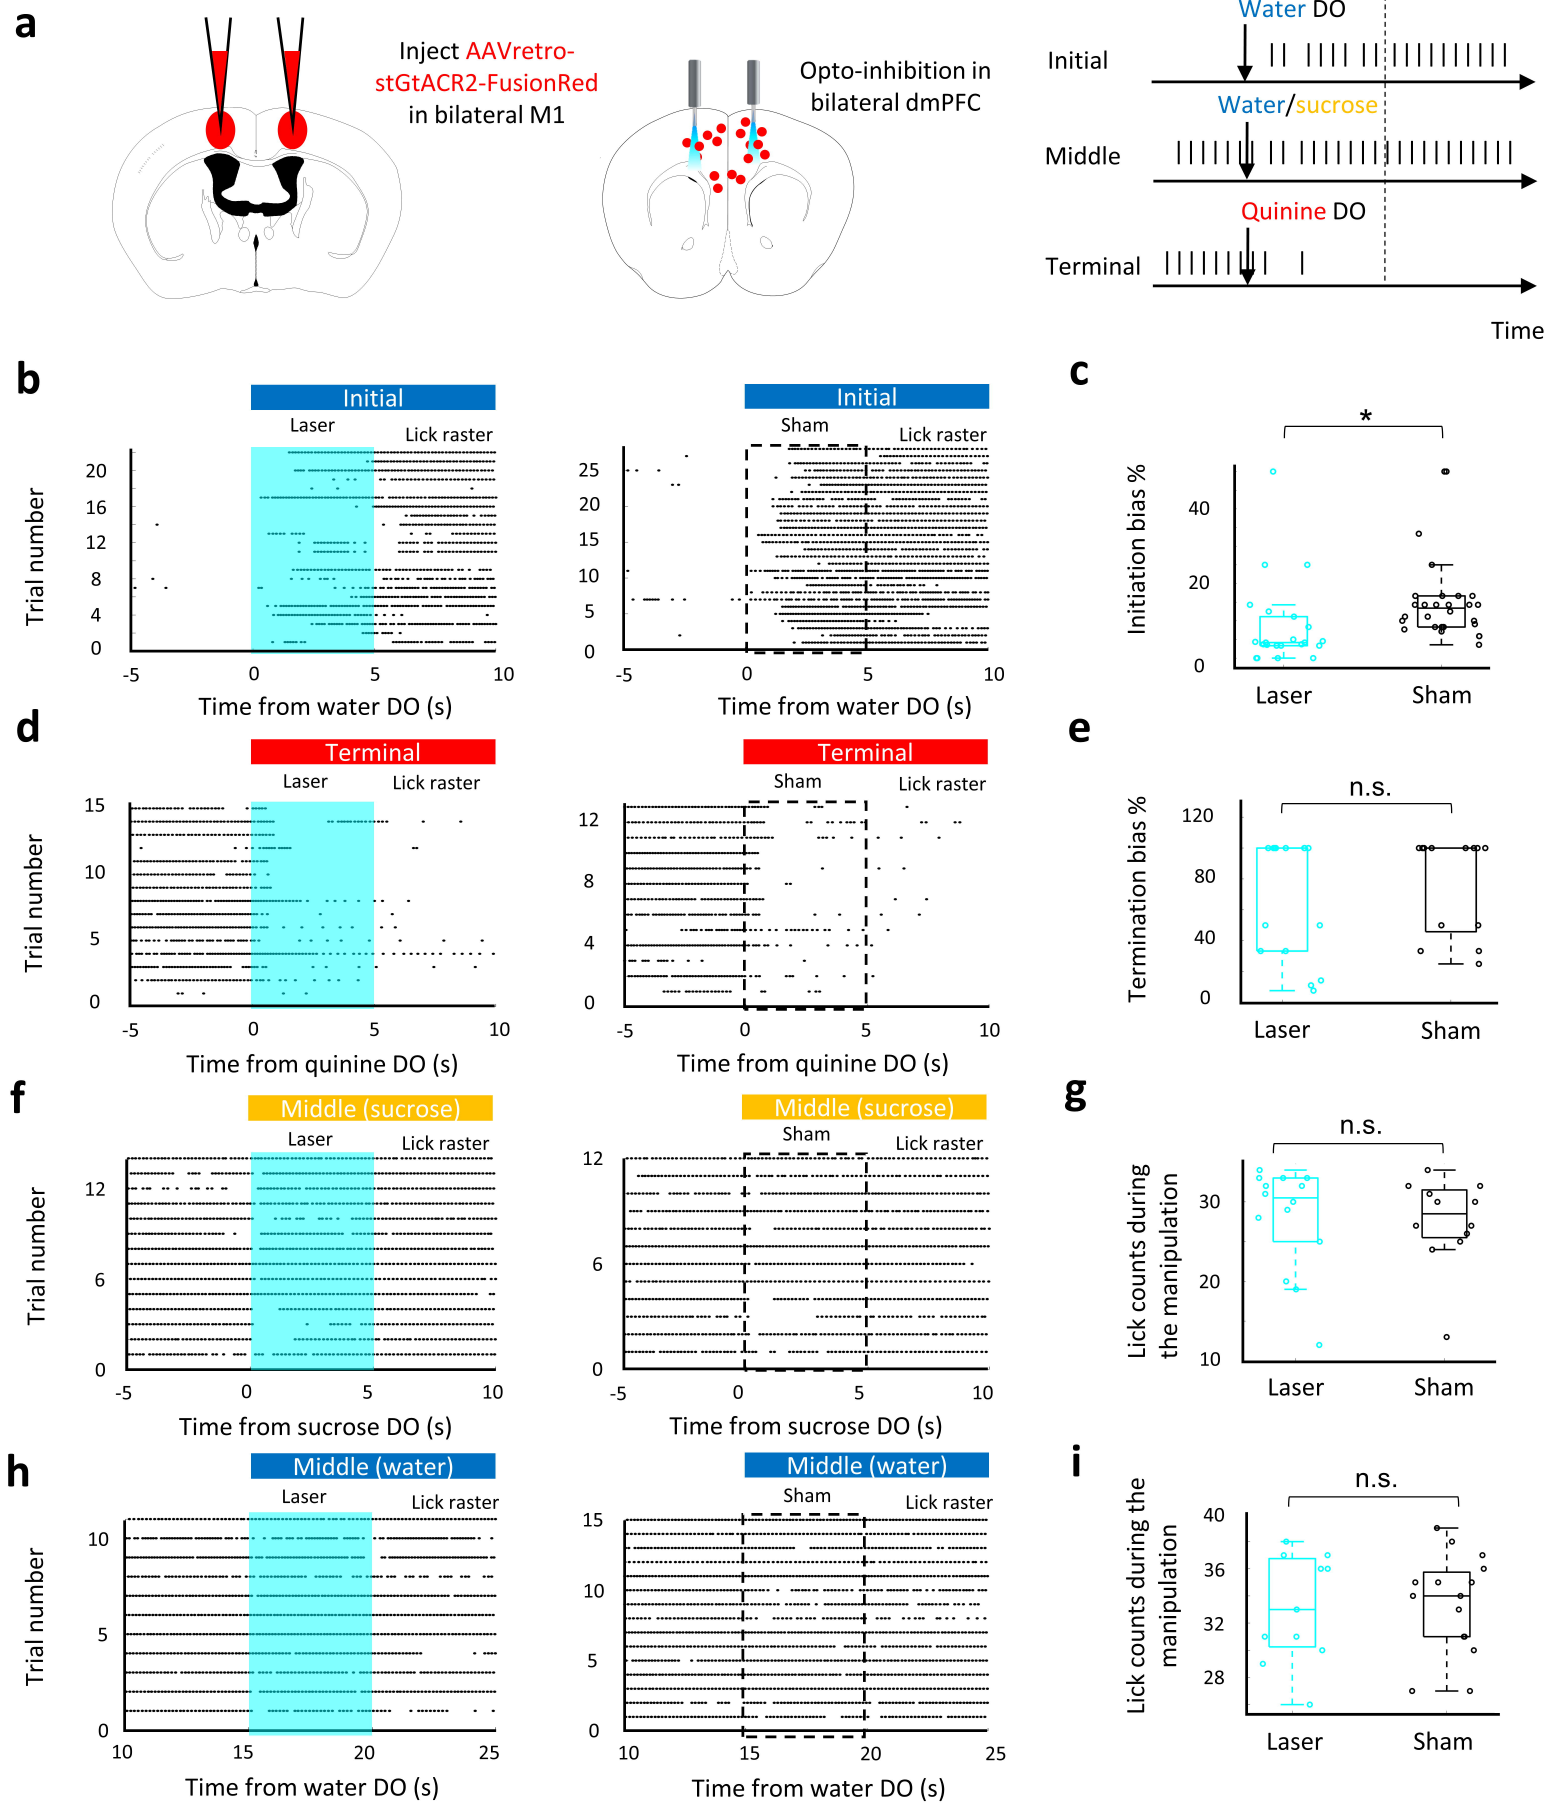 a
Inject AAVretro-
stGtACR2-FusionRed
in bilateral M1
Opto-inhibition in
bilateral dmPFC
Water DO
Initial
Water/sucrose
Middle
Quinine DO
Terminal
Time
b
Initial
Laser
Lick raster
Trial number
20
16
12
8
4
0
-5
0
5
10
Time from water DO (s)
Initial
Sham
Lick raster
25
20
15
10
5
0
-5
0
5
10
Time from water DO (s)
c
*
Initiation bias %
40
20
0
Laser
Sham
d
Terminal
Laser
Lick raster
Trial number
15
10
5
0
-5
0
5
10
Time from quinine DO (s)
Terminal
Sham
Lick raster
12
8
4
0
-5
0
5
10
Time from quinine DO (s)
e
n.s.
Termination bias %
120
80
40
0
Laser
Sham
f
Middle (sucrose)
Laser
Lick raster
Trial number
12
6
0
-5
0
5
10
Time from sucrose DO (s)
Middle (sucrose)
Sham
Lick raster
12
6
0
-5
0
5
10
Time from sucrose DO (s)
g
n.s.
Lick counts during
the manipulation
30
20
10
Laser
Sham
h
Middle (water)
Laser
Lick raster
Trial number
10
5
0
10
15
20
25
Time from water DO (s)
Middle (water)
Sham
Lick raster
15
10
5
0
10
15
20
25
Time from water DO (s)
i
n.s.
Lick counts during the
manipulation
40
36
32
28
Laser
Sham